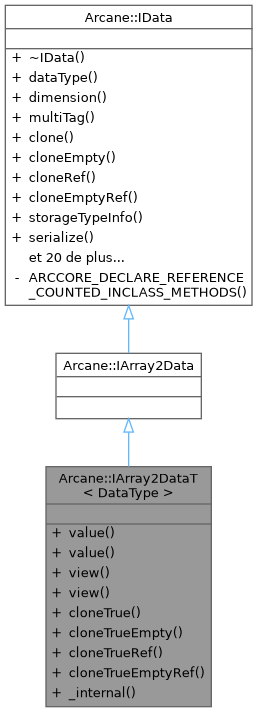 Arcane::IData
+ ~IData()
+ dataType()
+ dimension()
+ multiTag()
+ clone()
+ cloneEmpty()
+ cloneRef()
+ cloneEmptyRef()
+ storageTypeInfo()
+ serialize()
et 20 de plus...
- ARCCORE_DECLARE_REFERENCE
_COUNTED_INCLASS_METHODS()
Arcane::IArray2Data
Arcane::IArray2DataT
< DataType >
+ value()
+ value()
+ view()
+ view()
+ cloneTrue()
+ cloneTrueEmpty()
+ cloneTrueRef()
+ cloneTrueEmptyRef()
+ _internal()